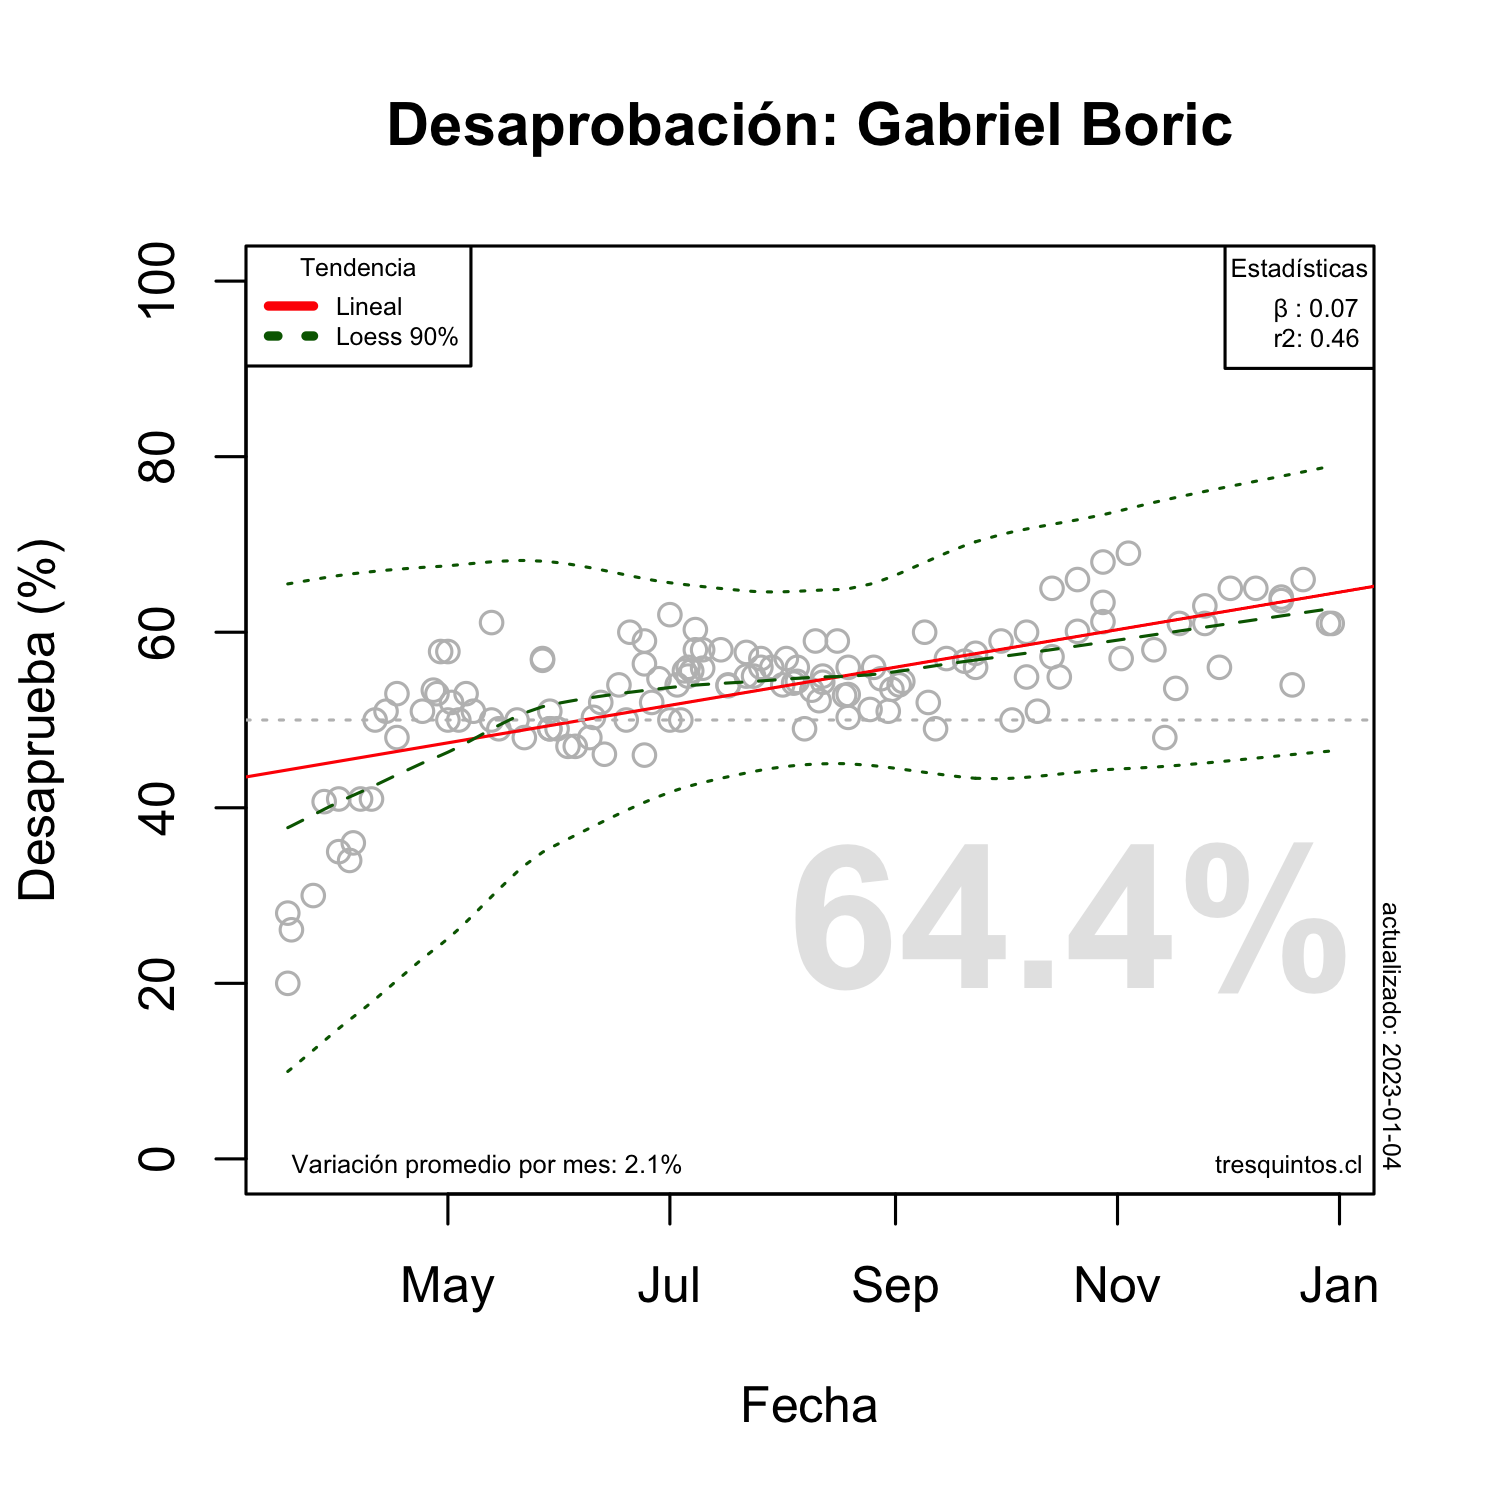 Desaprobación: Gabriel Boric
Tendencia
Lineal
Loess 90%
Estadísticas
β : 0.07
r2: 0.46
100
80
60
40
20
0
Desaprueba (%)
64.4%
actualizado: 2023-01-04
Variación promedio por mes: 2.1%
tresquintos.cl
May
Jul
Sep
Nov
Jan
Fecha